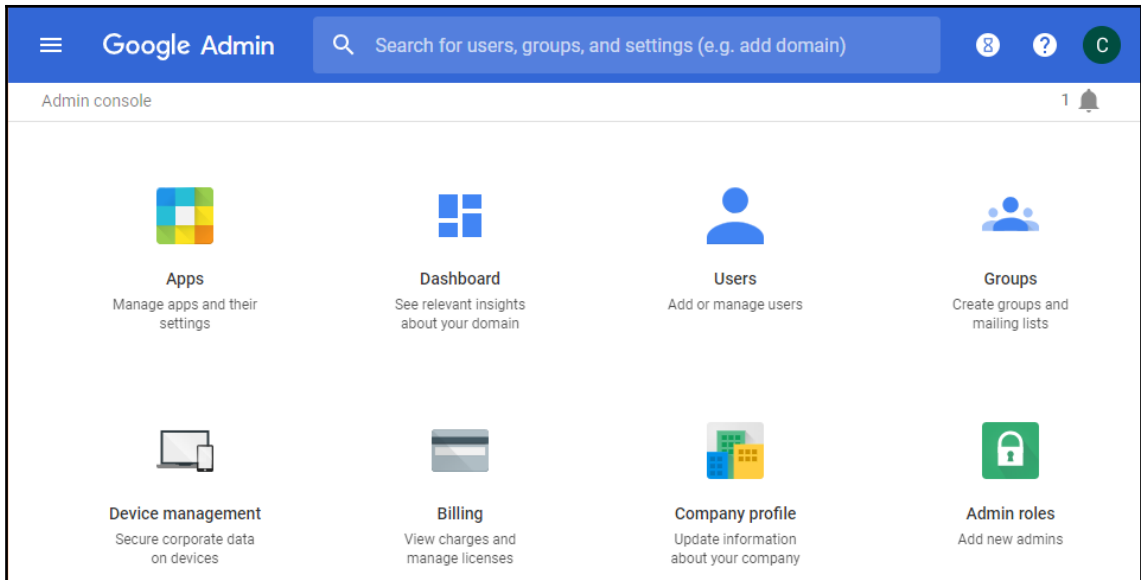 Google Admin
Search for users, groups, and settings (e.g. add domain)
8
?
C
Admin console
1
Apps
Manage apps and their
settings
Dashboard
See relevant insights
about your domain
Users
Add or manage users
Groups
Create groups and
mailing lists
Device management
Secure corporate data
on devices
Billing
View charges and
manage licenses
Company profile
Update information
about your company
Admin roles
Add new admins